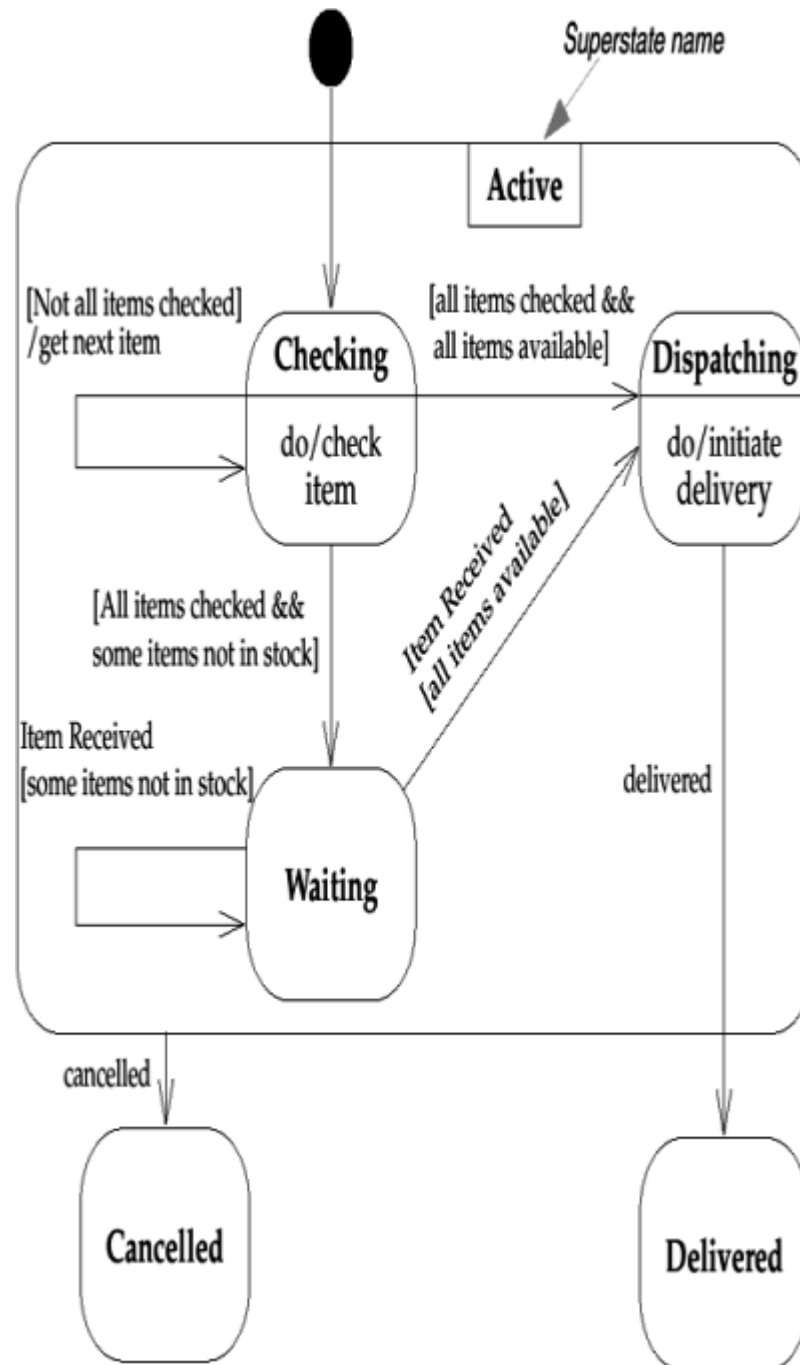 Superstate name
Active
[Not all items checked]
/get next item
[all items checked &&
all items available]
Checking
do/check
item
Dispatching
do/initiate
delivery
[All items checked &&
some items not in stock]
Item Received
[all items available]
Item Received
[some items not in stock]
Waiting
delivered
cancelled
Cancelled
Delivered